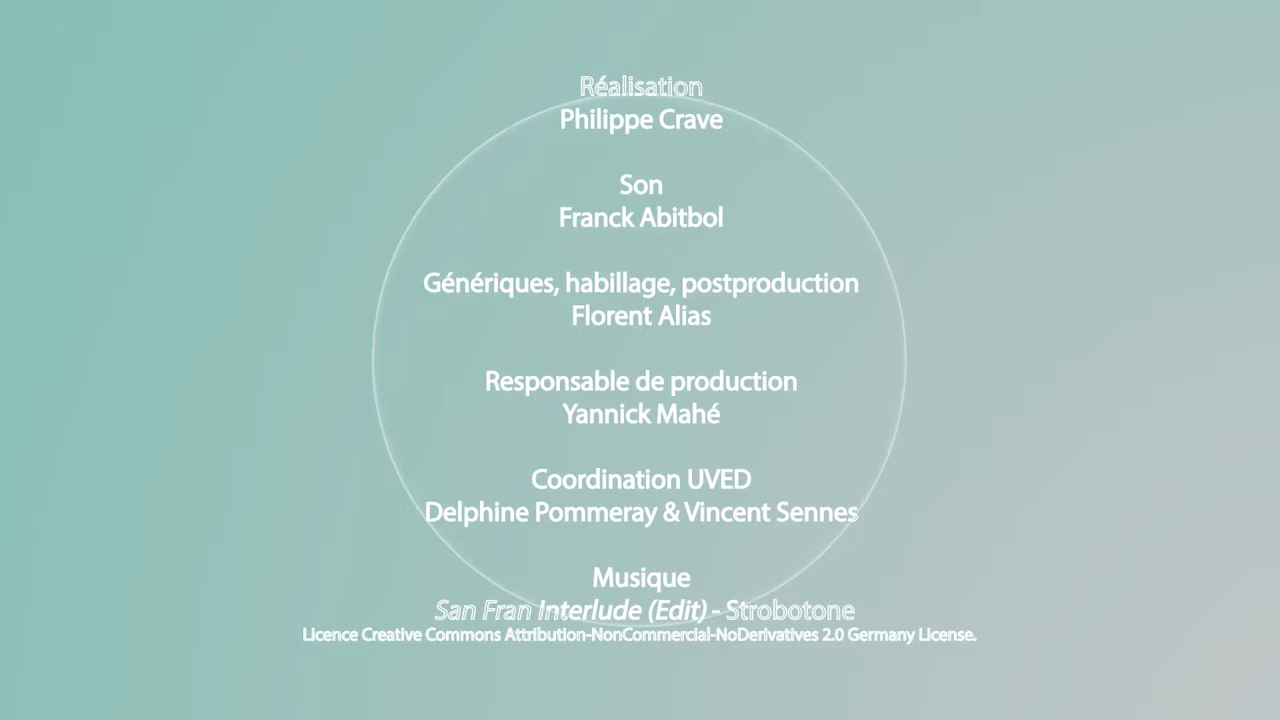 Réalisation
Philippe Crave
Son
Franck Abitbol
Génériques, habillage, postproduction
Florent Alias
Responsable de production
Yannick Mahé
Coordination UVED
Delphine Pommeray & Vincent Sennes
Musique
San Fran Interlude (Edit) - Strobotone
Licence Creative Commons Attribution-NonCommercial-NoDerivatives 2.0 Germany License.